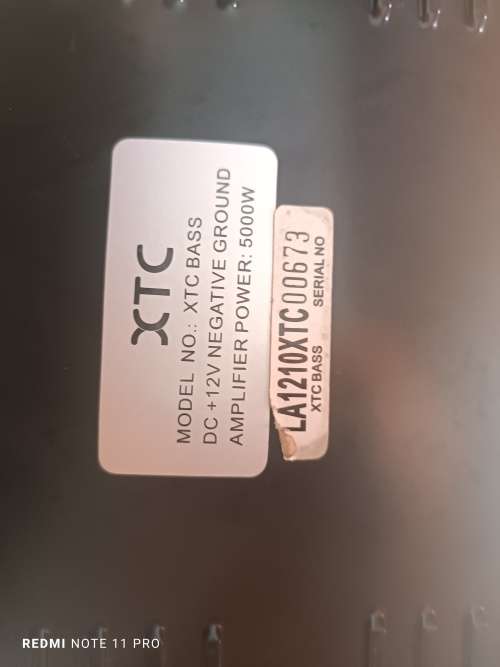 XTC
MODEL NO.: XTC BASS
DC +12V NEGATIVE GROUND
AMPLIFIER POWER: 5000W
LA1210XTC00673
XTC BASS SERIAL NO
REDMI NOTE 11 PRO